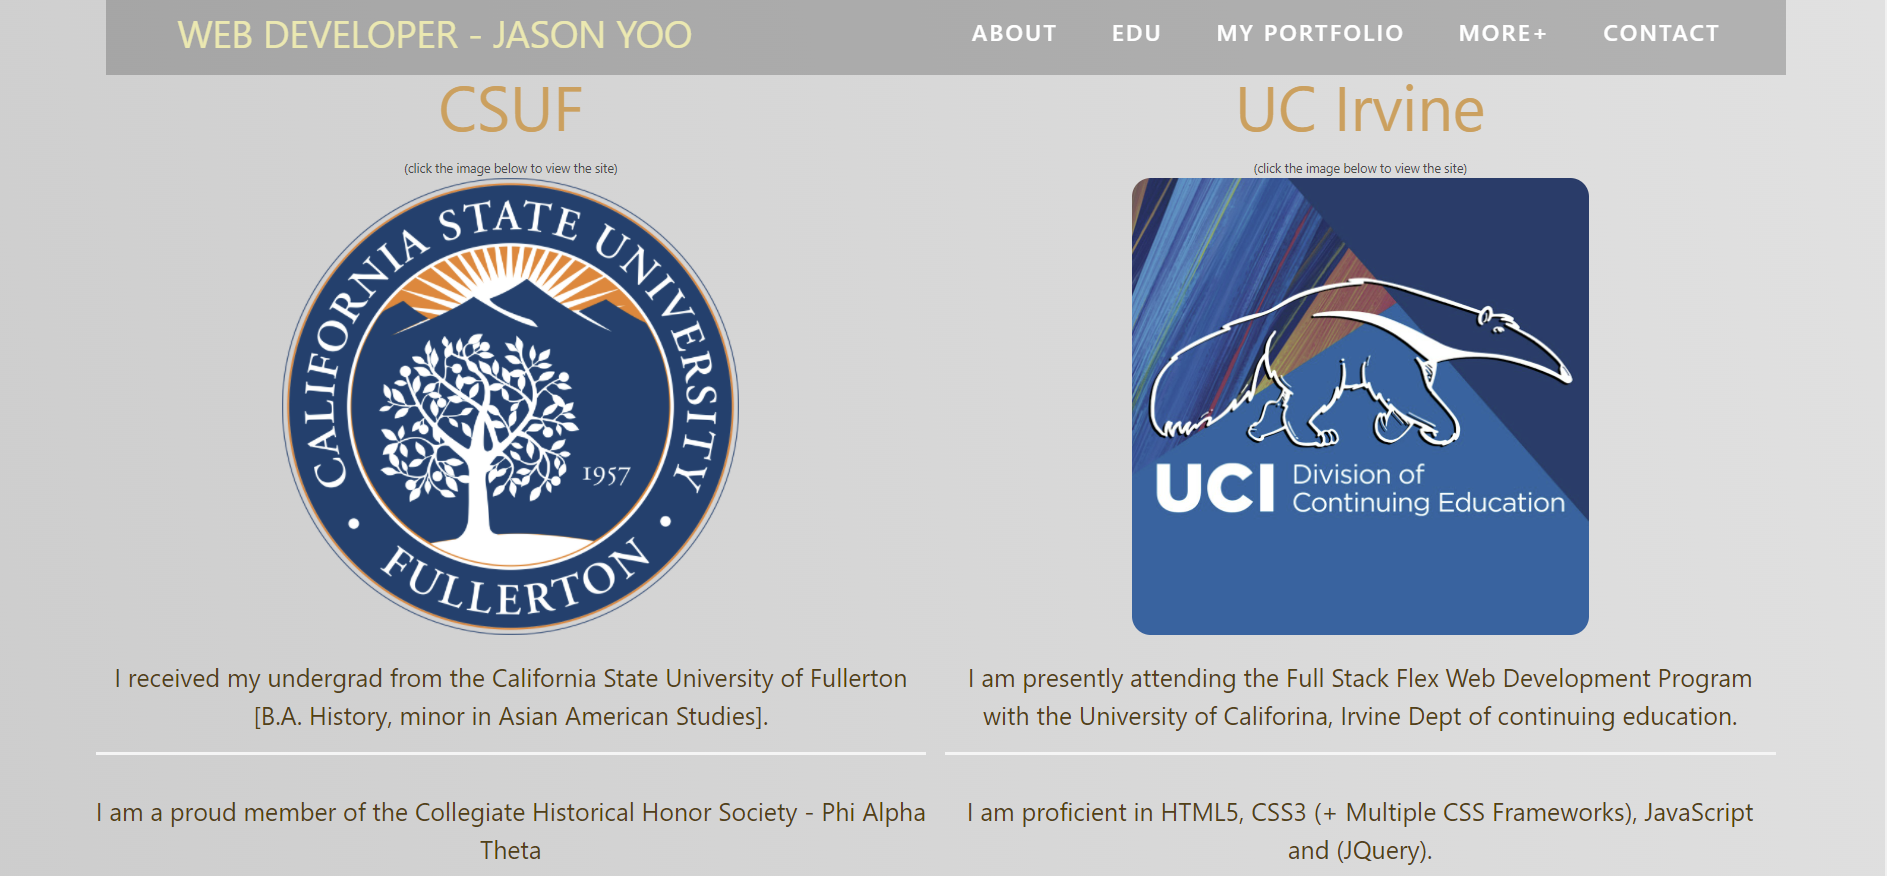 WEB DEVELOPER - JASON YOO
ABOUT EDU MY PORTFOLIO MORE+ CONTACT
CSUF
(click the image below to view the site)
CALIFORNIA STATE UNIVERSITY
FULLERTON
1957
I received my undergrad from the California State University of Fullerton
[B.A. History, minor in Asian American Studies].
I am a proud member of the Collegiate Historical Honor Society - Phi Alpha
Theta
UC Irvine
(click the image below to view the site)
UCI Division of
Continuing Education
I am presently attending the Full Stack Flex Web Development Program
with the University of Califorina, Irvine Dept of continuing education.
I am proficient in HTML5, CSS3 (+ Multiple CSS Frameworks), JavaScript
and (JQuery).